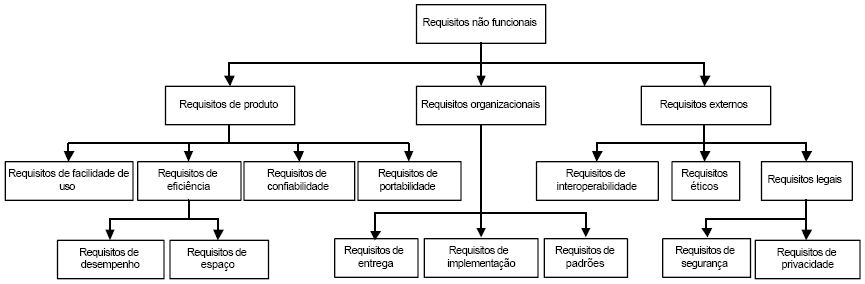 Requisitos não funcionais
Requisitos de produto
Requisitos organizacionais
Requisitos externos
Requisitos de facilidade de
uso
Requisitos de
eficiência
Requisitos de
confiabilidade
Requisitos de
portabilidade
Requisitos de
interoperabilidade
Requisitos
éticos
Requisitos legais
Requisitos de
desempenho
Requisitos de
espaço
Requisitos de
entrega
Requisitos de
implementação
Requisitos de
padrões
Requisitos de
segurança
Requisitos de
privacidade